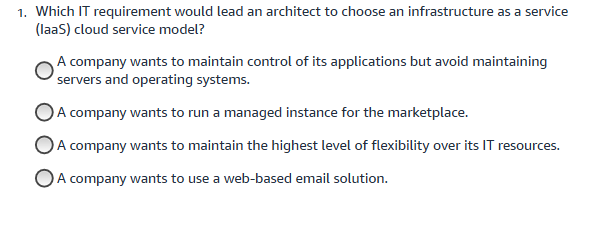 1. Which IT requirement would lead an architect to choose an infrastructure as a service
(IaaS) cloud service model?
A company wants to maintain control of its applications but avoid maintaining
servers and operating systems.
A company wants to run a managed instance for the marketplace.
A company wants to maintain the highest level of flexibility over its IT resources.
A company wants to use a web-based email solution.